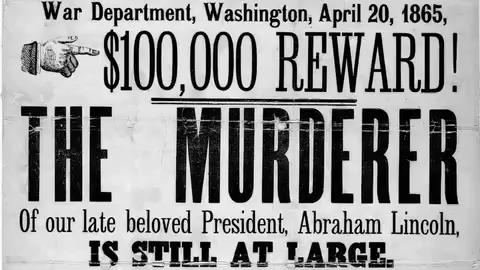 War Department, Washington, April 20, 1865,
$100,000 REWARD!
THE MURDERER
Of our late beloved President, Abraham Lincoln,
IS STILL AT LARGE.